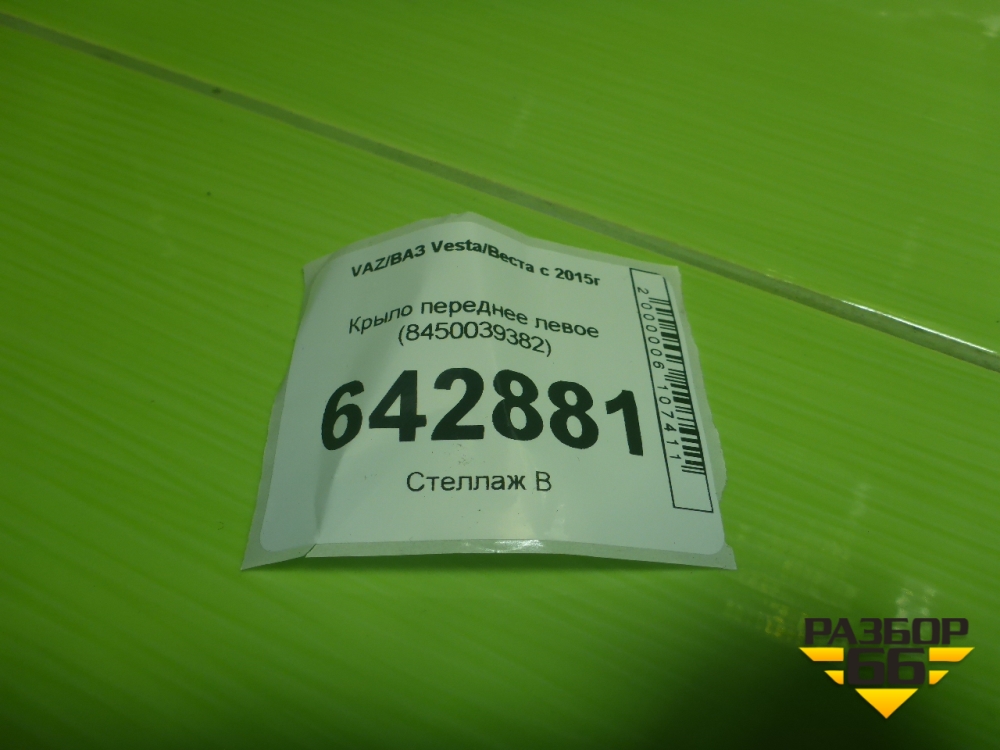 VAZ/ВАЗ Vesta/Веста с 2015г
Крыло переднее левое
(8450039382)
642881
Стеллаж В
2000006107411
РАЗБОР
66